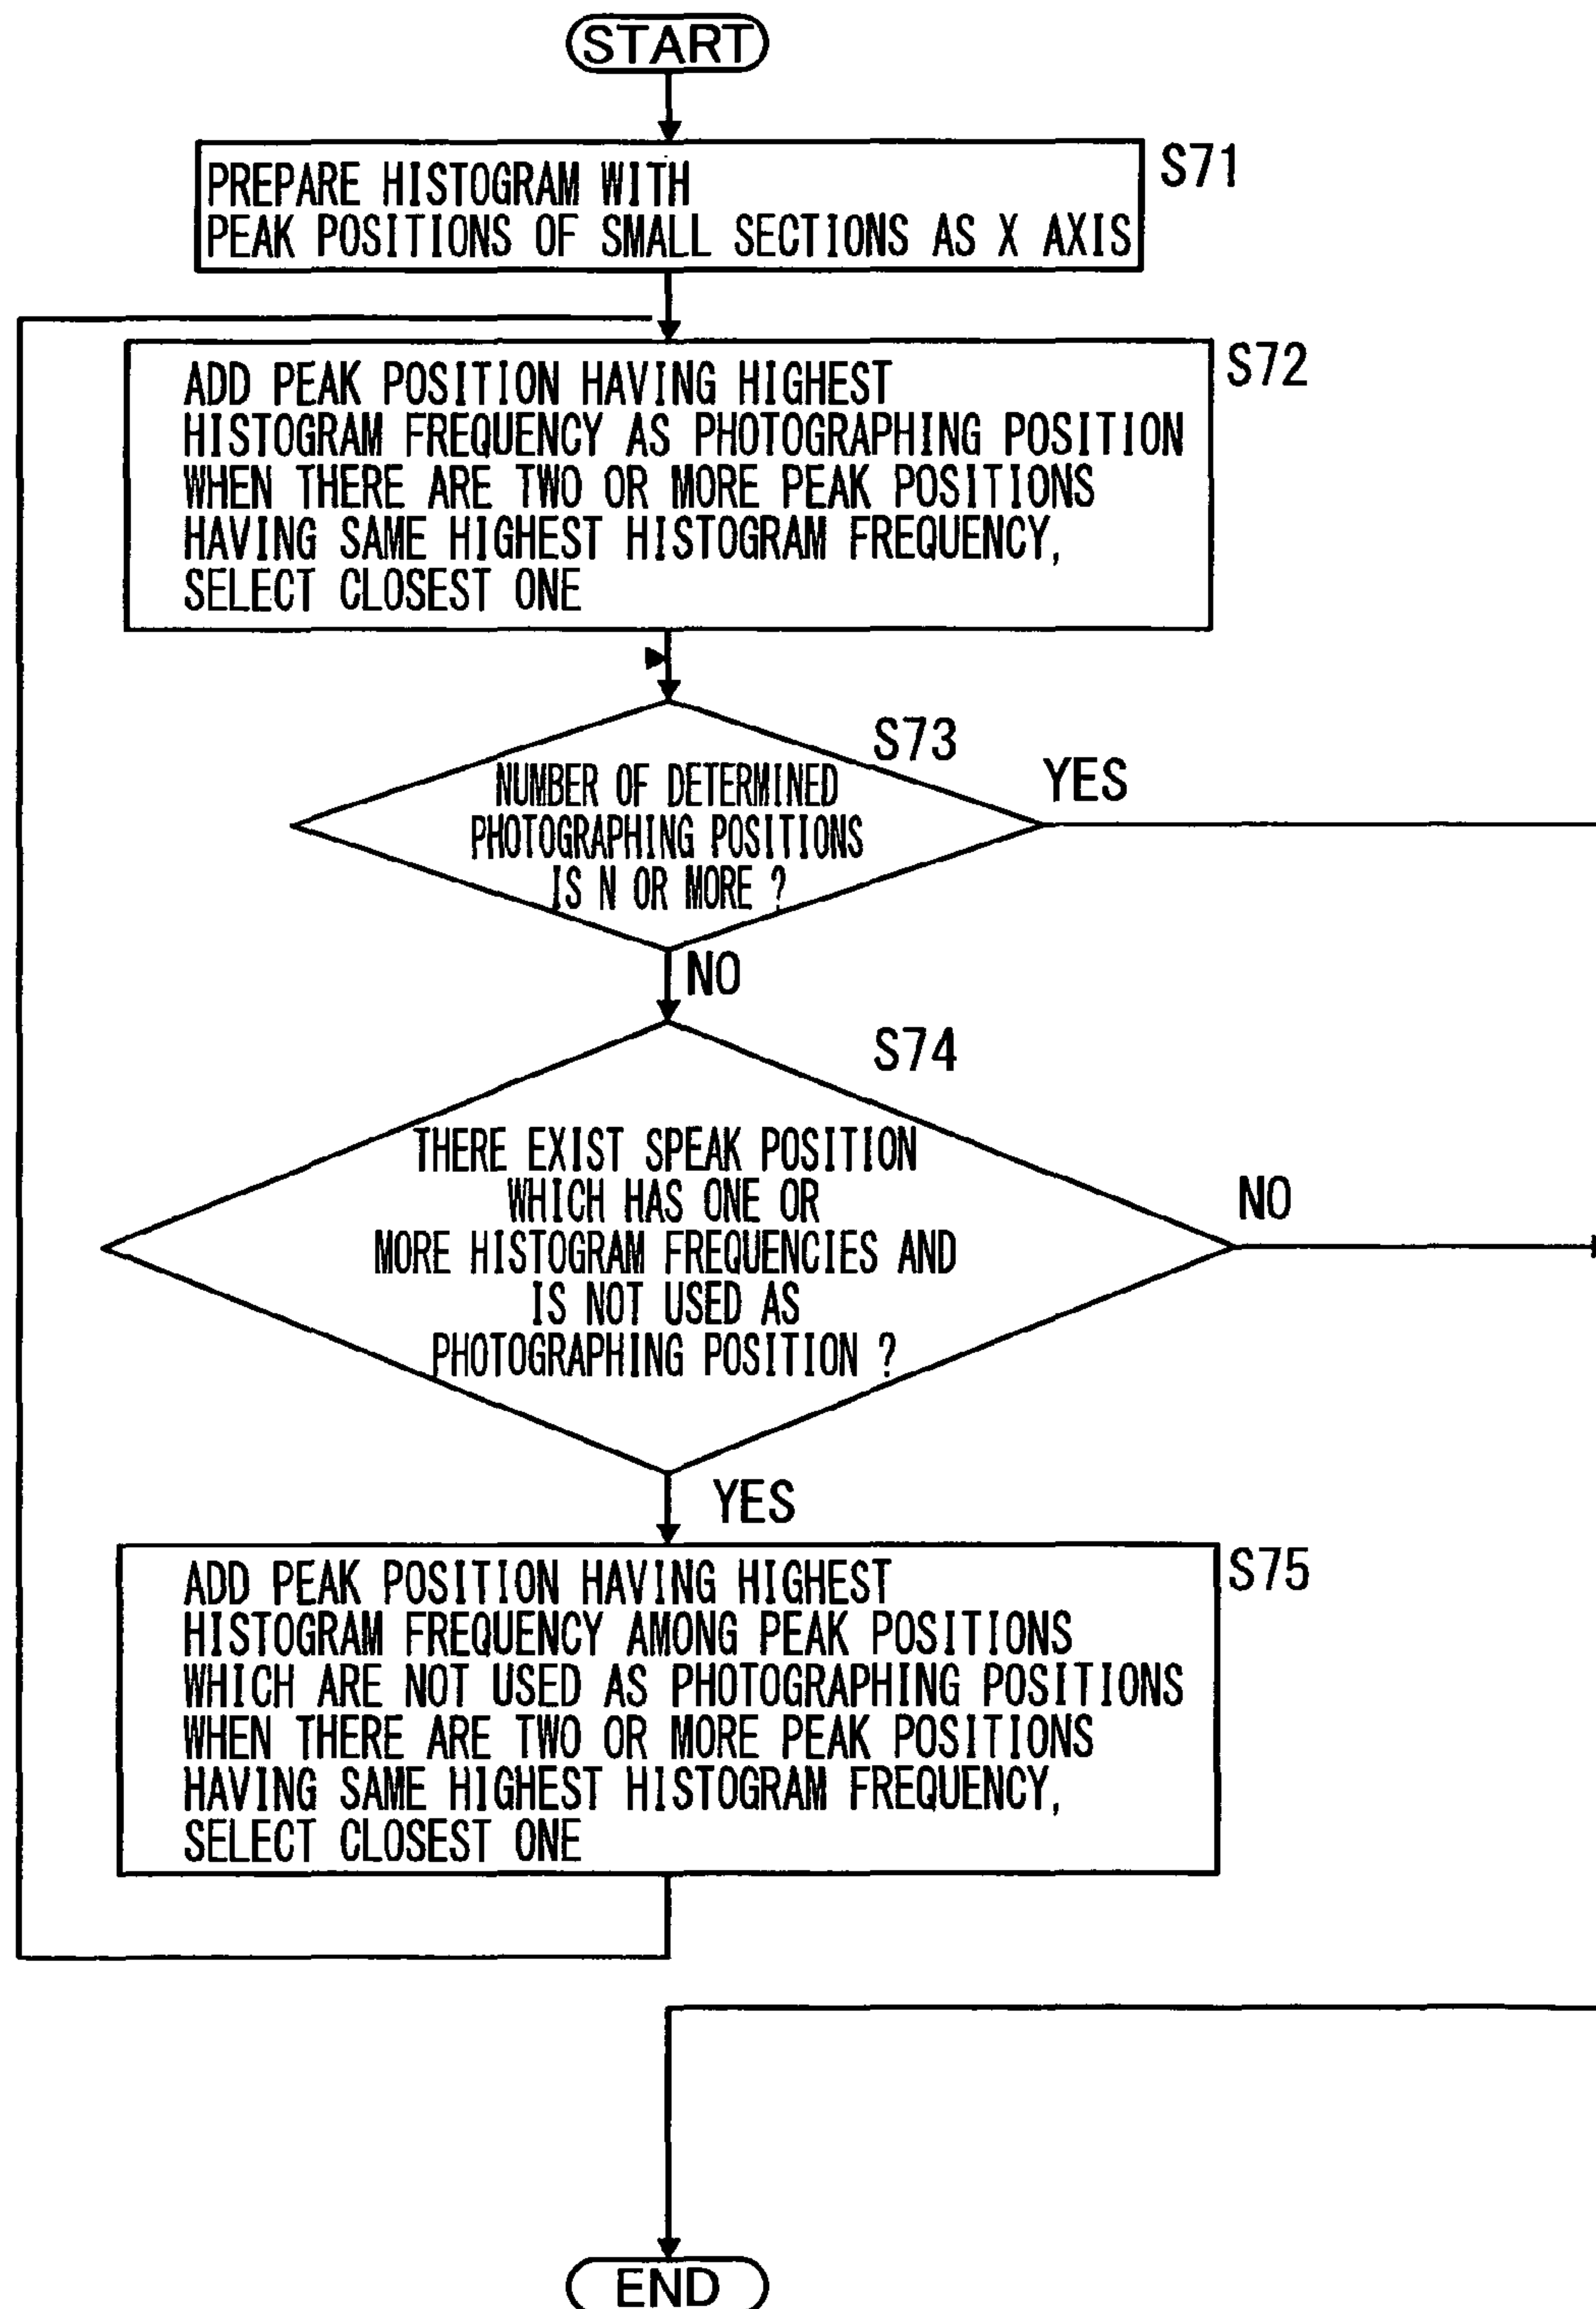 START
PREPARE HISTOGRAM WITH
PEAK POSITIONS OF SMALL SECTIONS AS X AXIS
S71
ADD PEAK POSITION HAVING HIGHEST
HISTOGRAM FREQUENCY AS PHOTOGRAPHING POSITION
WHEN THERE ARE TWO OR MORE PEAK POSITIONS
HAVING SAME HIGHEST HISTOGRAM FREQUENCY,
SELECT CLOSEST ONE
S72
S73
NUMBER OF DETERMINED
PHOTOGRAPHING POSITIONS
IS N OR MORE ?
YES
NO
S74
THERE EXIST SPEAK POSITION
WHICH HAS ONE OR
MORE HISTOGRAM FREQUENCIES AND
IS NOT USED AS
PHOTOGRAPHING POSITION ?
NO
YES
ADD PEAK POSITION HAVING HIGHEST
HISTOGRAM FREQUENCY AMONG PEAK POSITIONS
WHICH ARE NOT USED AS PHOTOGRAPHING POSITIONS
WHEN THERE ARE TWO OR MORE PEAK POSITIONS
HAVING SAME HIGHEST HISTOGRAM FREQUENCY,
SELECT CLOSEST ONE
S75
END